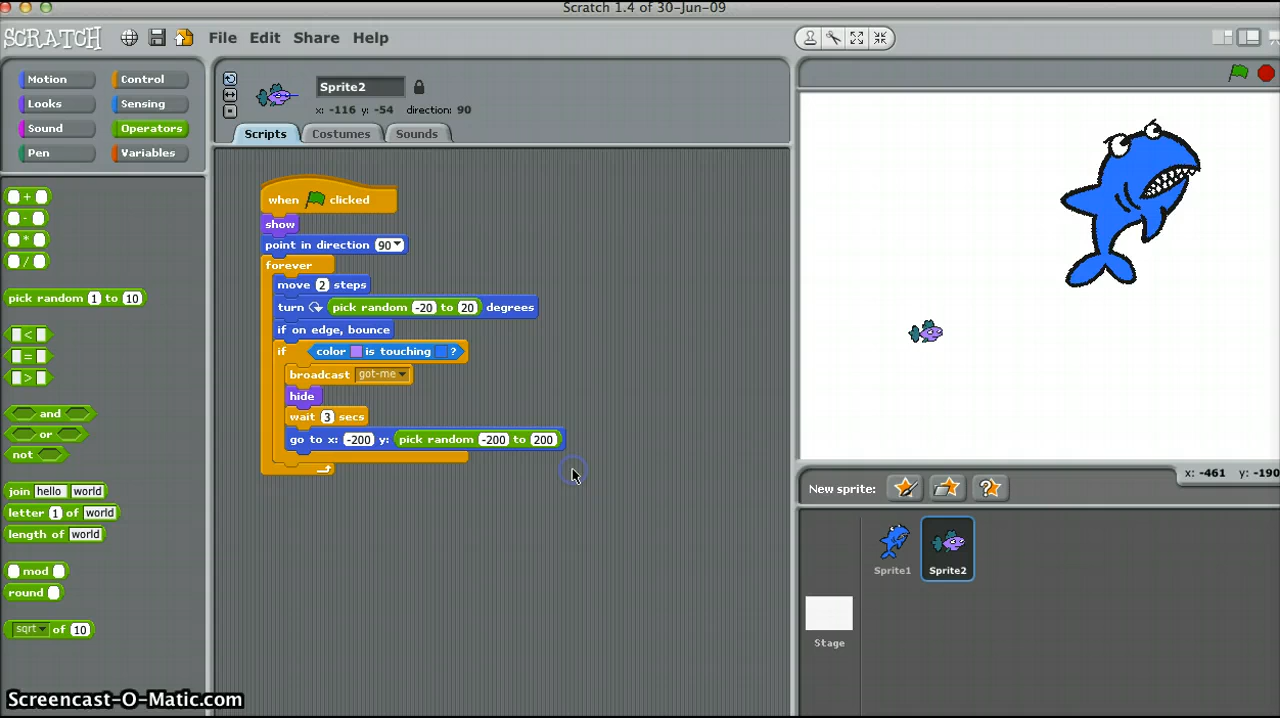 Scratch 1.4 of 30-Jun-09
SCRATCH
File Edit Share Help
Motion Control
Looks Sensing
Sound Operators
Pen Variables
Sprite2
x: -116 y: -54 direction: 90
Scripts Costumes Sounds
+
-
*
/
pick random 1 to 10
<
=
>
and
or
not
join hello world
letter 1 of world
length of world
mod
round
sqrt of 10
when clicked
show
point in direction 90
forever
move 2 steps
turn pick random -20 to 20 degrees
if on edge, bounce
if color is touching ?
broadcast got-me
hide
wait 3 secs
go to x: -200 y: pick random -200 to 200
x: -461 y: -190
New sprite:
Sprite1 Sprite2
Stage
Screencast-O-Matic.com